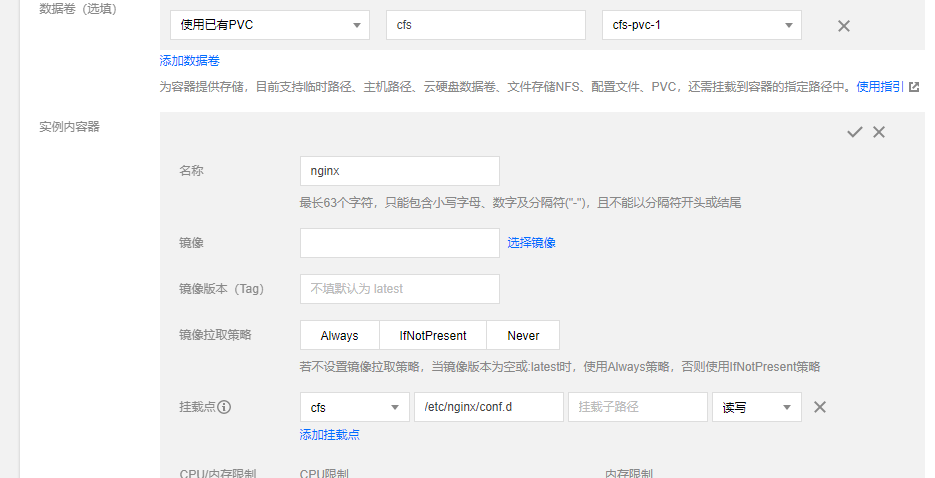 数据卷（选填）
使用已有PVC cfs cfs-pvc-1
添加数据卷
为容器提供存储，目前支持临时路径、主机路径、云硬盘数据卷、文件存储NFS、配置文件、PVC，还需挂载到容器的指定路径中。使用指引
实例内容器
名称 nginx
最长63个字符，只能包含小写字母、数字及分隔符("-")，且不能以分隔符开头或结尾
镜像 选择镜像
镜像版本（Tag） 不填默认为 latest
镜像拉取策略 Always IfNotPresent Never
若不设置镜像拉取策略，当镜像版本为空或:latest时，使用Always策略，否则使用IfNotPresent策略
挂载点 cfs /etc/nginx/conf.d 挂载子路径 读写
添加挂载点
CPU/内存限制 CPU限制 内存限制